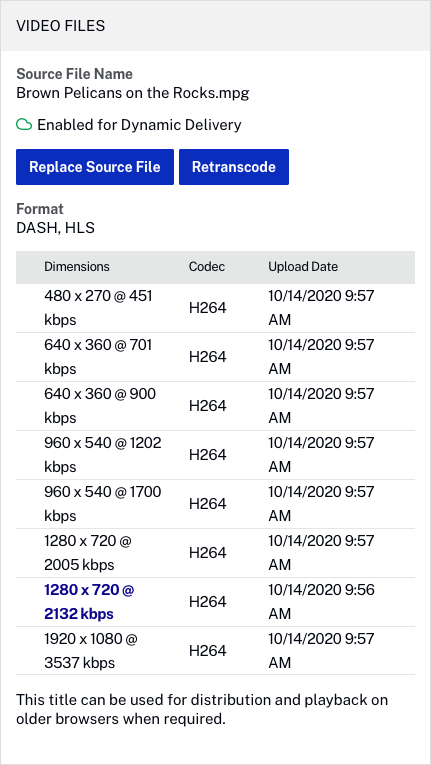 VIDEO FILES
Source File Name
Brown Pelicans on the Rocks.mpg
Enabled for Dynamic Delivery
Replace Source File Retranscode
Format
DASH, HLS
Dimensions Codec Upload Date
480 x 270 @ 451 kbps H264 10/14/2020 9:57 AM
640 x 360 @ 701 kbps H264 10/14/2020 9:57 AM
640 x 360 @ 900 kbps H264 10/14/2020 9:57 AM
960 x 540 @ 1202 kbps H264 10/14/2020 9:57 AM
960 x 540 @ 1700 kbps H264 10/14/2020 9:57 AM
1280 x 720 @ 2005 kbps H264 10/14/2020 9:57 AM
1280 x 720 @ 2132 kbps H264 10/14/2020 9:56 AM
1920 x 1080 @ 3537 kbps H264 10/14/2020 9:57 AM
This title can be used for distribution and playback on
older browsers when required.